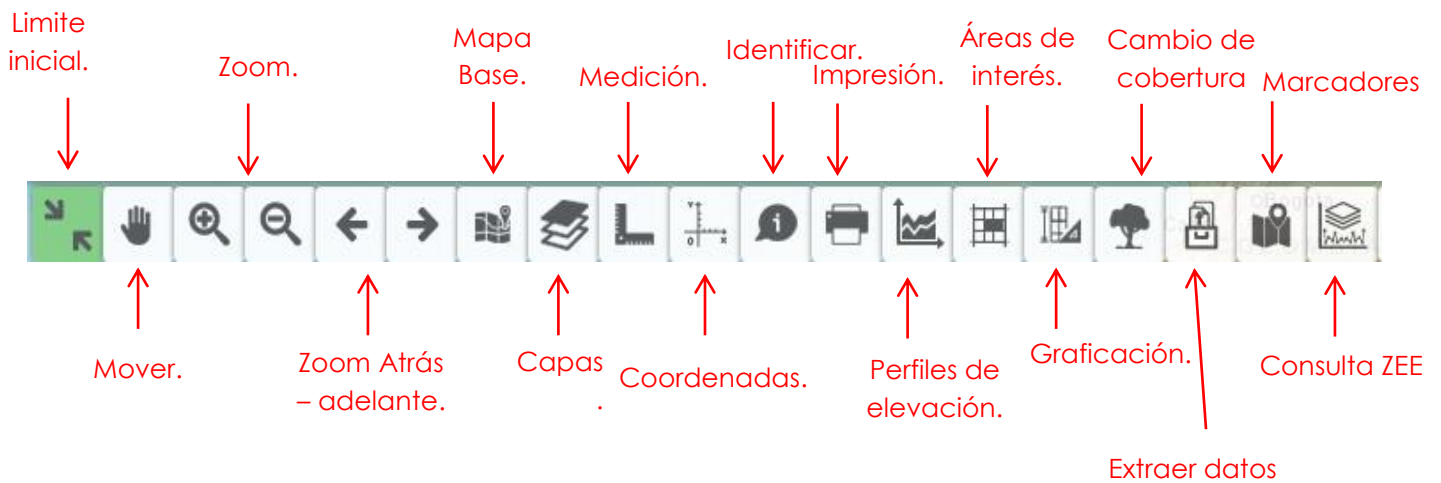 Limite
inicial.
Zoom.
Mapa
Base.
Medición.
Identificar.
Impresión.
Áreas de
interés.
Cambio de
cobertura
Marcadores
Mover.
Zoom Atrás
– adelante.
Capas
.
Coordenadas.
Perfiles de
elevación.
Graficación.
Extraer datos
Consulta ZEE